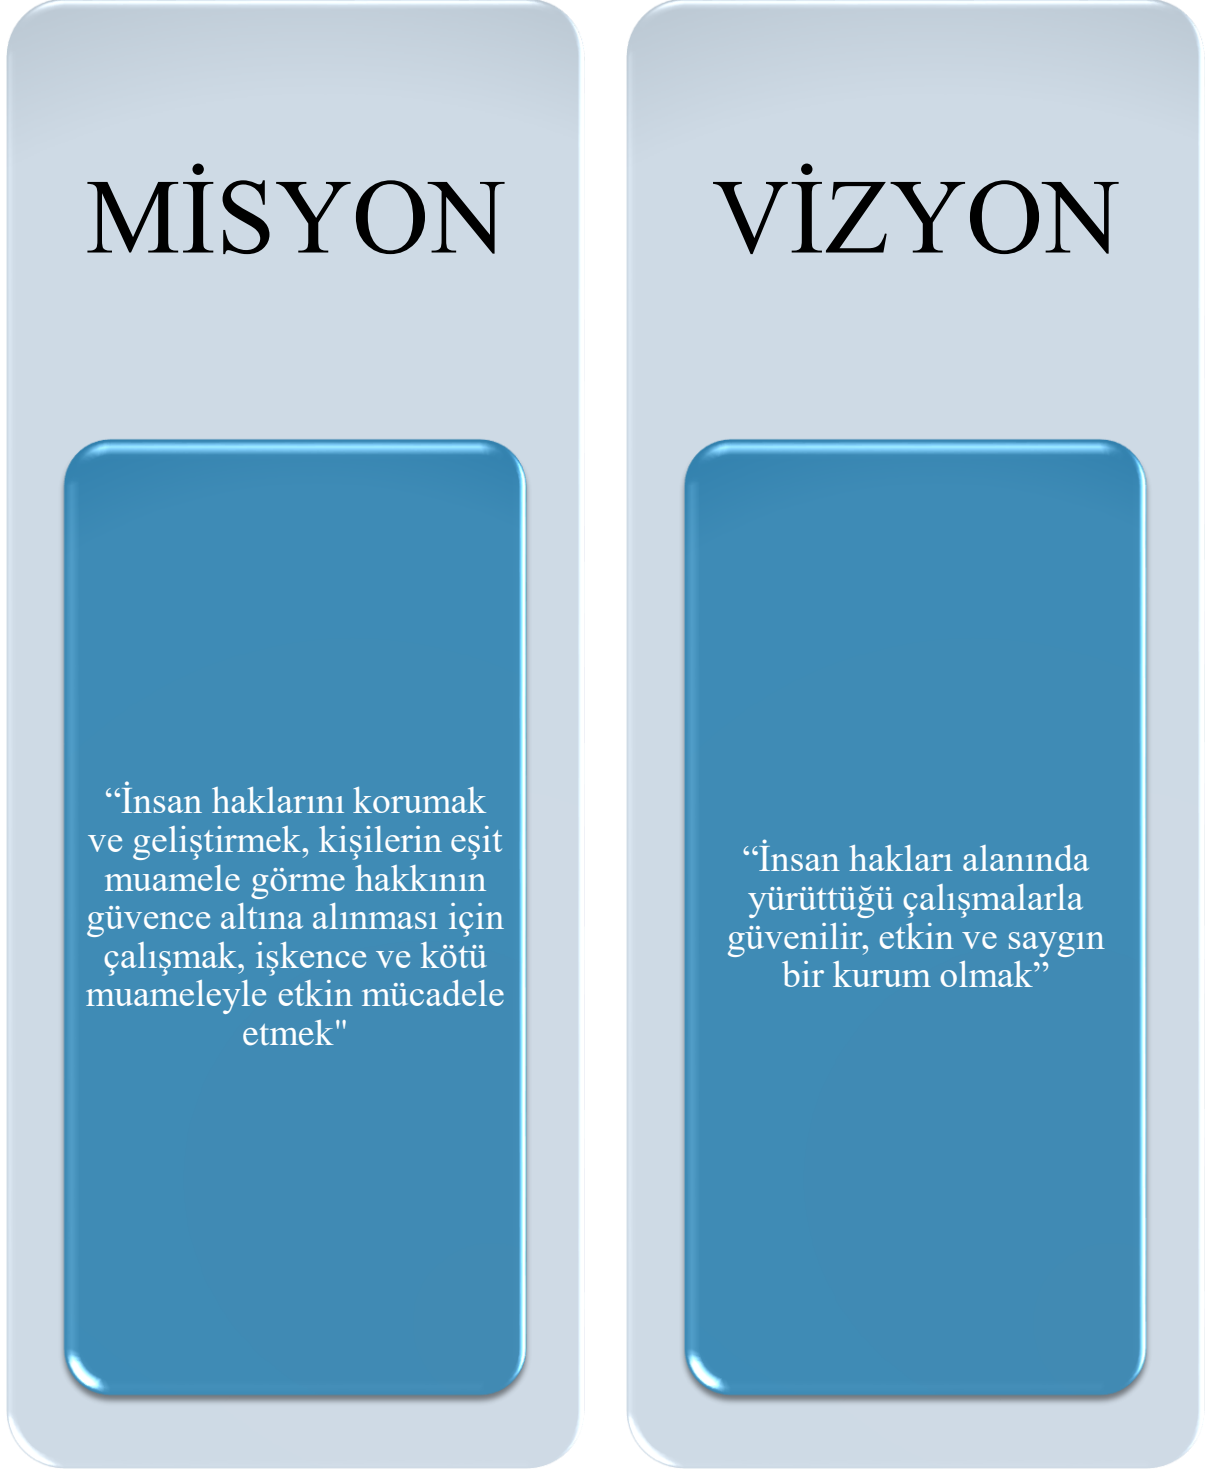 MİSYON
“İnsan haklarını korumak
ve geliştirmek, kişilerin eşit
muamele görme hakkının
güvence altına alınması için
çalışmak, işkence ve kötü
muameleyle etkin mücadele
etmek"
VİZYON
“İnsan hakları alanında
yürüttüğü çalışmalarla
güvenilir, etkin ve saygın
bir kurum olmak”